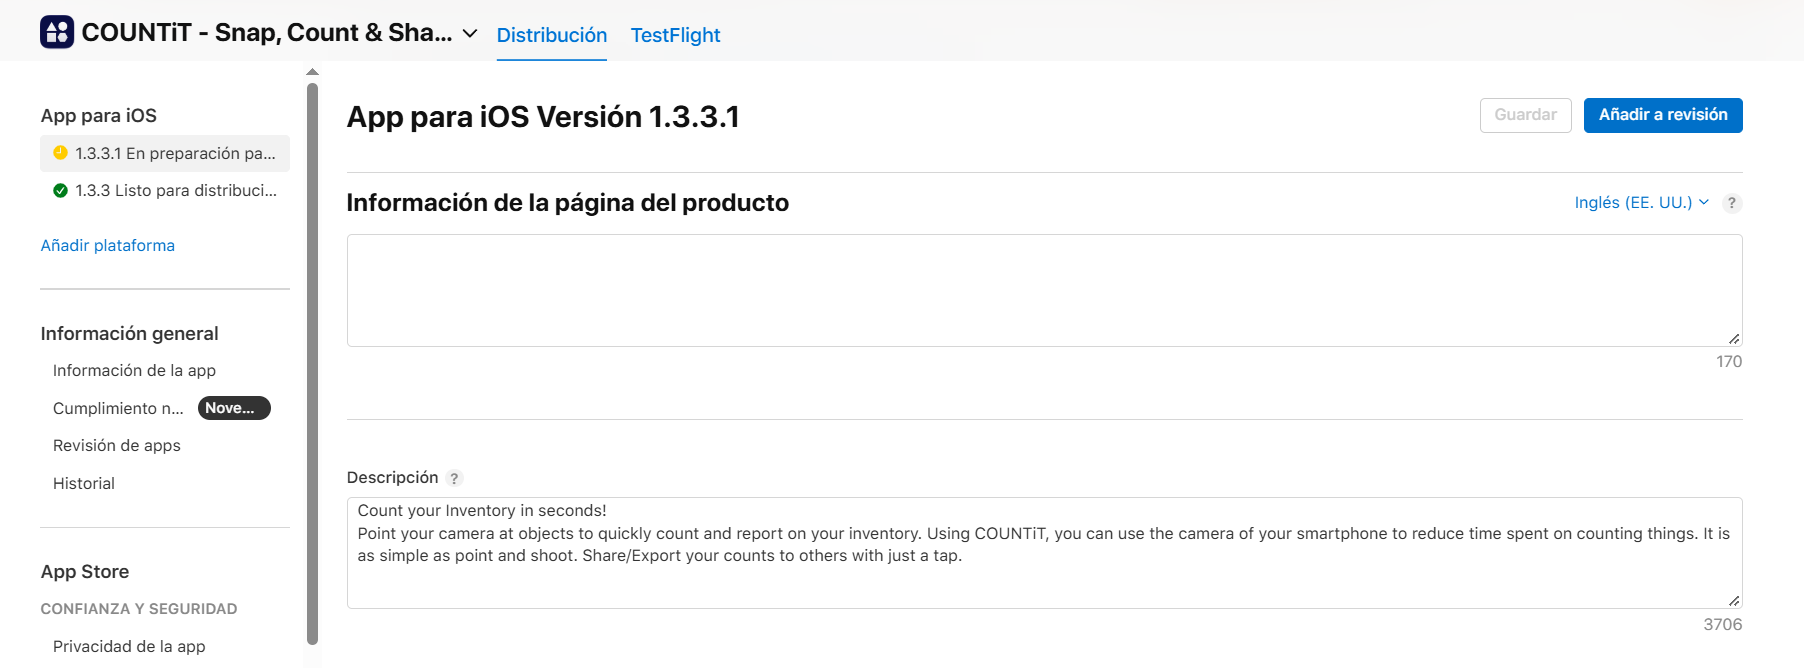 COUNTiT - Snap, Count & Sha...
Distribución
TestFlight
App para iOS
1.3.3.1 En preparación pa...
1.3.3 Listo para distribuci...
Añadir plataforma
Información general
Información de la app
Cumplimiento n...
Nove...
Revisión de apps
Historial
App Store
CONFIANZA Y SEGURIDAD
Privacidad de la app
App para iOS Versión 1.3.3.1
Guardar
Añadir a revisión
Información de la página del producto
Inglés (EE. UU.)
?
170
Descripción ?
Count your Inventory in seconds!
Point your camera at objects to quickly count and report on your inventory. Using COUNTiT, you can use the camera of your smartphone to reduce time spent on counting things. It is
as simple as point and shoot. Share/Export your counts to others with just a tap.
3706